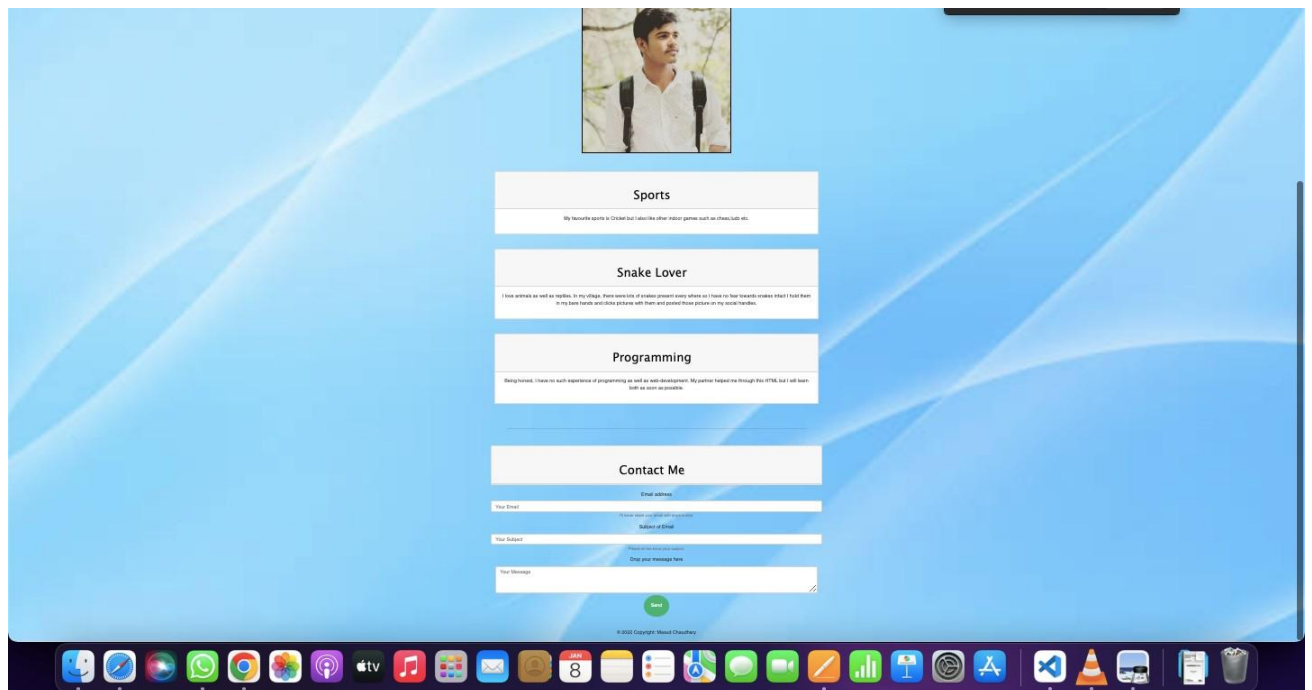 Sports
My favourite sports is Cricket but I also like other indoor games such as chess,ludo etc.
Snake Lover
I love animals as well as reptiles. In my village, there were lots of snakes present every where so I have no fear towards snakes infact I hold them
in my bare hands and clicks pictures with them and posted those picture on my social handles.
Programming
Being honest, I have no such experience of programming as well as web-development. My partner helped me through this HTML but I will learn
both as soon as possible.
Contact Me
Email address
Your Email
Subject of Email
Your Subject
Drop your message here
Your Message
Send
© 2022 Copyright: Masud Chaudhary
tv
JAN
8